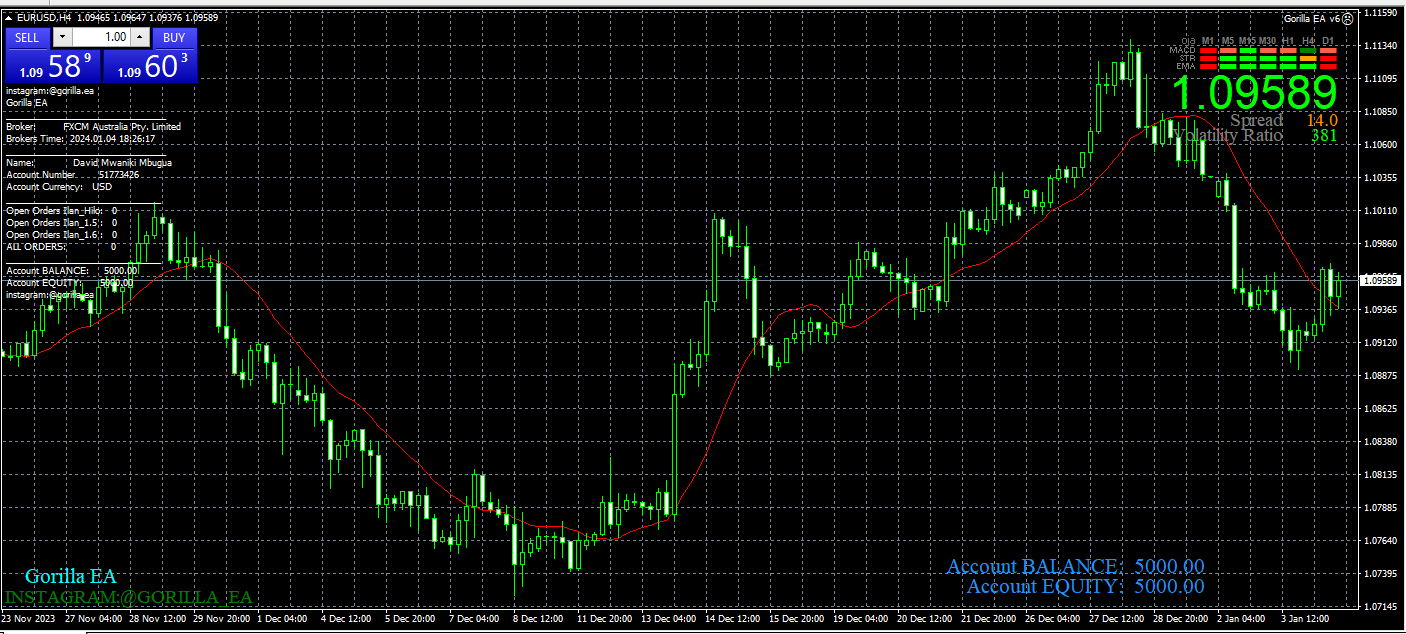 EURUSD,H4 1.09465 1.09647 1.09376 1.09589
Gorilla EA v6
SELL 1.00 BUY
1.09 58 9 1.09 60 3
instagram:@gorilla.ea
Gorilla EA
Broker: FXCM Australia Pty. Limited
Brokers Time: 2024.01.04 18:26:17
Name: David Mwaniki Mbugua
Account Number 51773426
Account Currency: USD
Open Orders Ilan_Hilo: 0
Open Orders Ilan_1.5 : 0
Open Orders Ilan_1.6 : 0
ALL ORDERS: 0
Account BALANCE: 5000.00
Account EQUITY: 5000.00
instagram:@gorilla.ea
M1 M5 M15 M30 H1 H4 D1
MACD
STR
EMA
1.09589
Spread 14.0
Volatility Ratio 381
1.11590
1.11340
1.11095
1.10850
1.10600
1.10355
1.10110
1.09860
1.09589
1.09365
1.09120
1.08875
1.08625
1.08380
1.08135
1.07885
1.07640
1.07395
1.07145
Gorilla EA
INSTAGRAM:@GORILLA_EA
Account BALANCE: 5000.00
Account EQUITY: 5000.00
23 Nov 2023 27 Nov 04:00 28 Nov 12:00 29 Nov 20:00 1 Dec 04:00 4 Dec 12:00 5 Dec 20:00 7 Dec 04:00 8 Dec 12:00 11 Dec 20:00 13 Dec 04:00 14 Dec 12:00 15 Dec 20:00 19 Dec 04:00 20 Dec 12:00 21 Dec 20:00 26 Dec 04:00 27 Dec 12:00 28 Dec 20:00 2 Jan 04:00 3 Jan 12:00